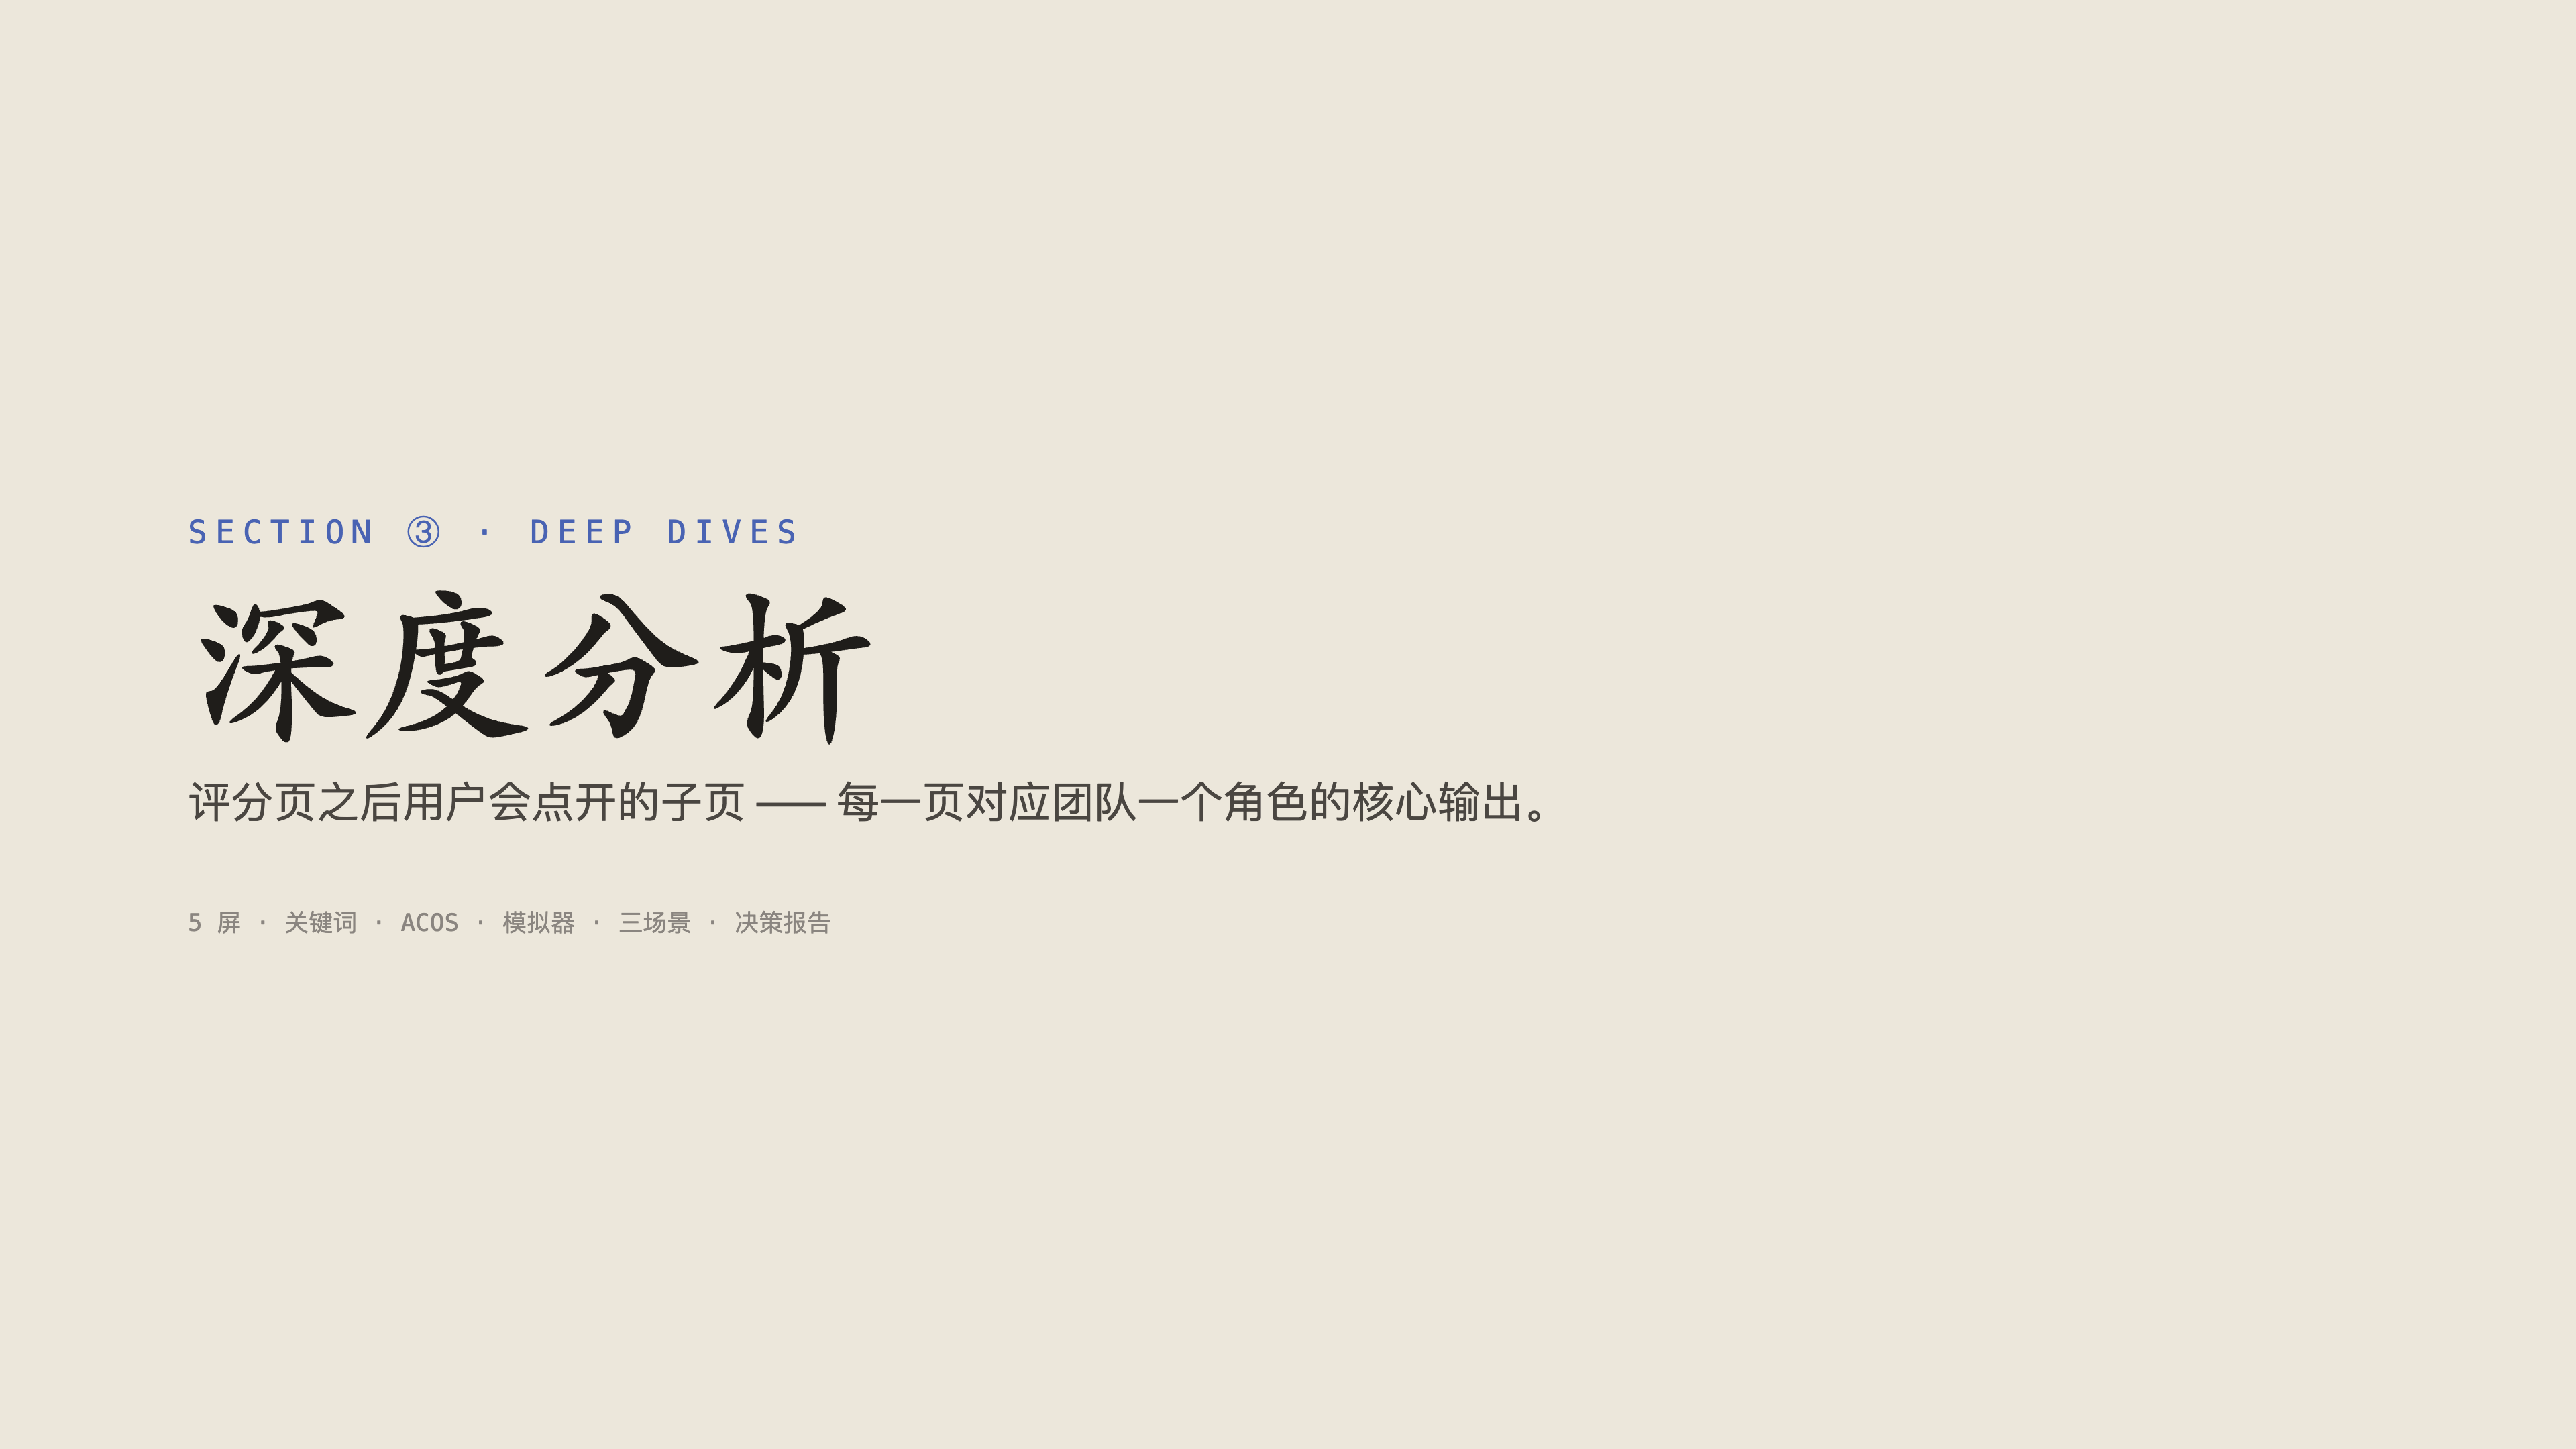 SECTION ③ · DEEP DIVES
深度分析
评分页之后用户会点开的子页 —— 每一页对应团队一个角色的核心输出。
5 屏 · 关键词 · ACOS · 模拟器 · 三场景 · 决策报告